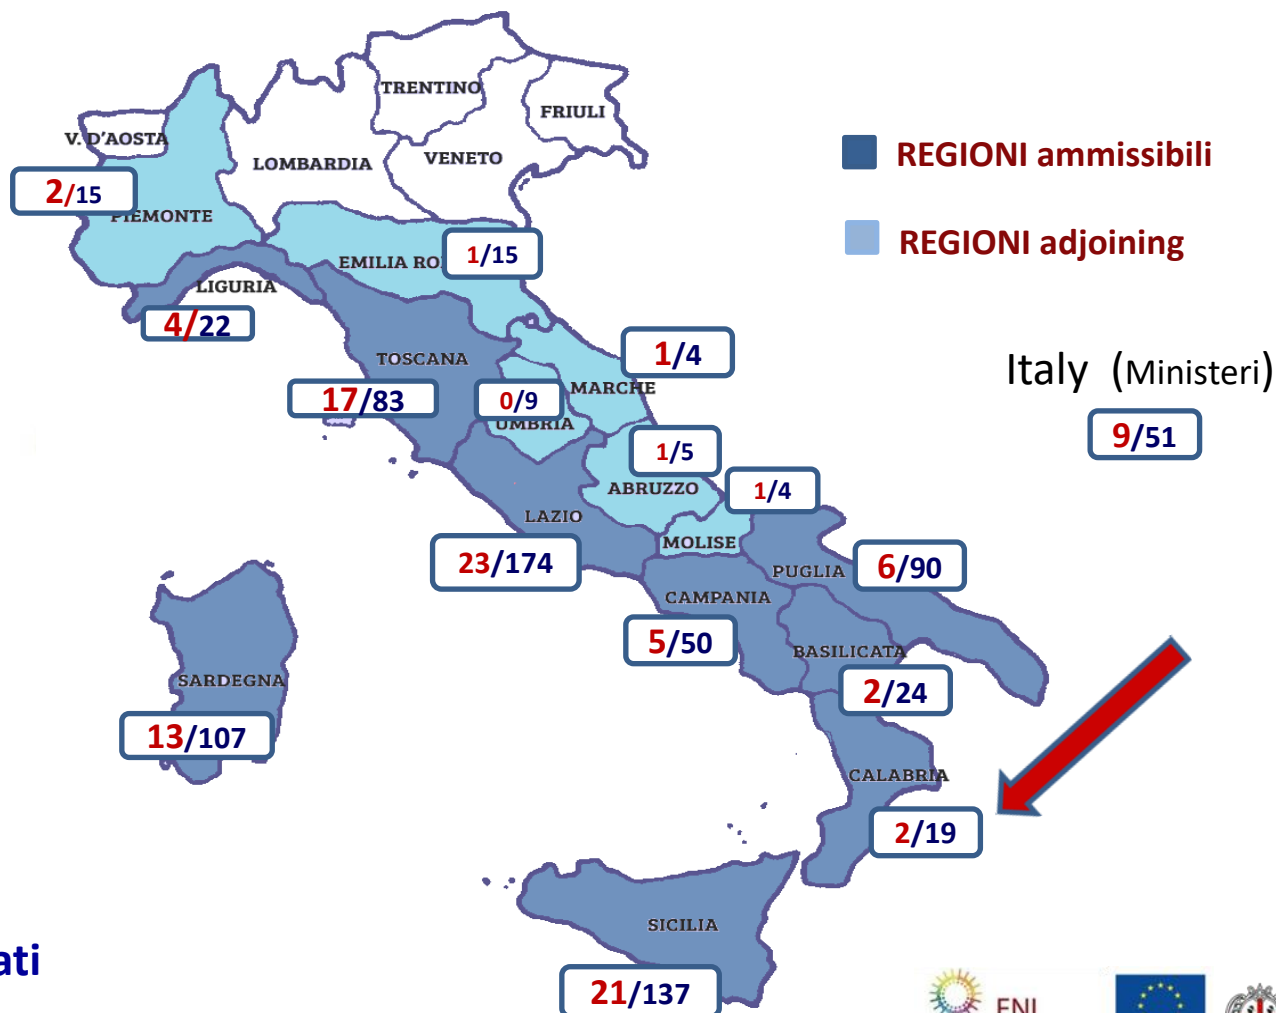 TRENTINO
FRIULI
V. D'AOSTA
LOMBARDIA
VENETO
REGIONI ammissibili
2/15
PIEMONTE
REGIONI adjoining
EMILIA RO
1/15
LIGURIA
4/22
TOSCANA
1/4
Italy (Ministeri)
MARCHE
17/83
0/9
UMBRIA
9/51
1/5
ABRUZZO
1/4
LAZIO
MOLISE
23/174
PUGLIA
6/90
CAMPANIA
5/50
BASILICATA
SARDEGNA
2/24
13/107
CALABRIA
2/19
SICILIA
ati
21/137
ENI